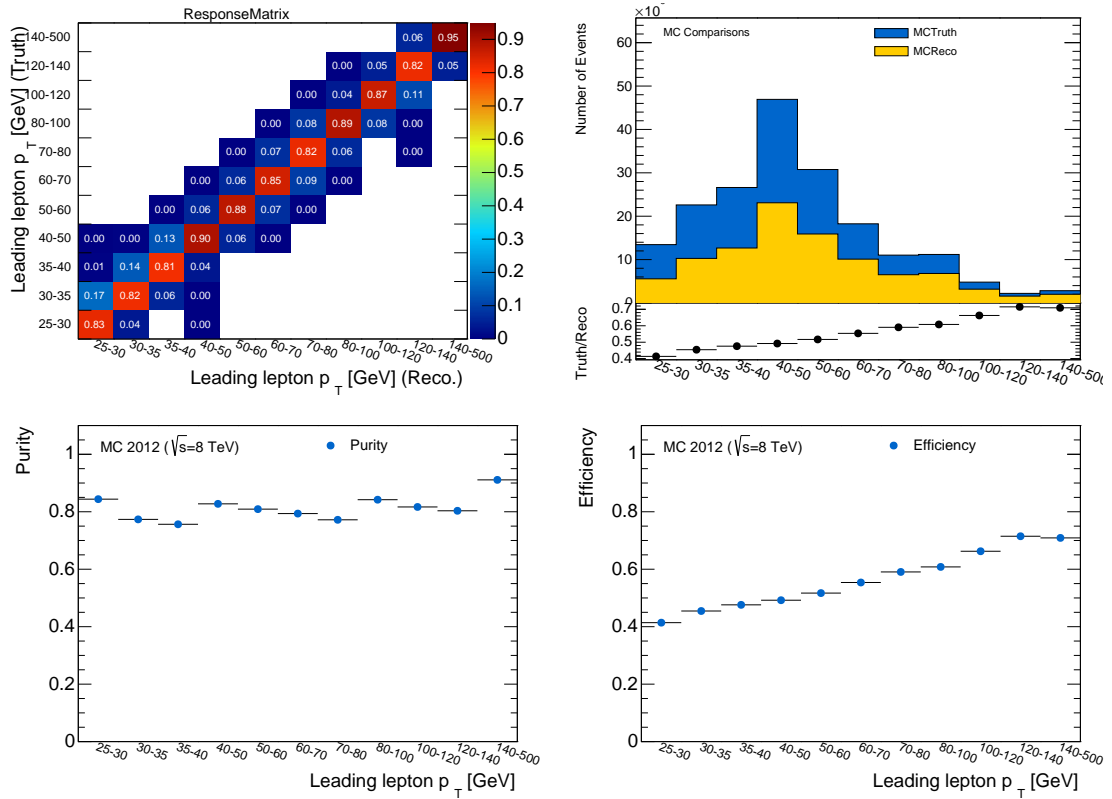 ResponseMatrix
Leading lepton p_T [GeV] (Truth)
140-500 0.06 0.95
120-140 0.00 0.05 0.82 0.05
100-120 0.00 0.04 0.87 0.11
80-100 0.00 0.08 0.89 0.08 0.00
70-80 0.00 0.07 0.82 0.06 0.00
60-70 0.00 0.06 0.85 0.09 0.00
50-60 0.00 0.06 0.88 0.07 0.00
40-50 0.00 0.00 0.13 0.90 0.06 0.00
35-40 0.01 0.14 0.81 0.04
30-35 0.17 0.82 0.06 0.00
25-30 0.83 0.04 0.00
25-30 30-35 35-40 40-50 50-60 60-70 70-80 80-100 100-120 120-140 140-500
Leading lepton p_T [GeV] (Reco.)
0.9
0.8
0.7
0.6
0.5
0.4
0.3
0.2
0.1
0
×10⁻
Number of Events
MC Comparisons
MCTruth
MCReco
60
50
40
30
20
10
0
Truth/Reco
0.7
0.6
0.5
0.4
25-30 30-35 35-40 40-50 50-60 60-70 70-80 80-100 100-120 120-140 140-500
Leading lepton p_T [GeV]
Purity
MC 2012 (√s=8 TeV)
Purity
1
0.8
0.6
0.4
0.2
0
25-30 30-35 35-40 40-50 50-60 60-70 70-80 80-100 100-120 120-140 140-500
Leading lepton p_T [GeV]
Efficiency
MC 2012 (√s=8 TeV)
Efficiency
1
0.8
0.6
0.4
0.2
0
25-30 30-35 35-40 40-50 50-60 60-70 70-80 80-100 100-120 120-140 140-500
Leading lepton p_T [GeV]